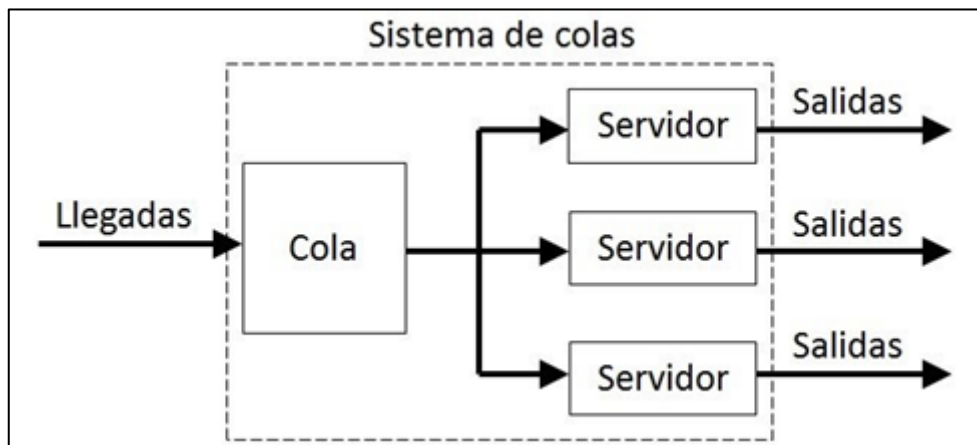 Sistema de colas
Servidor
Salidas
Llegadas
Cola
Servidor
Salidas
Servidor
Salidas